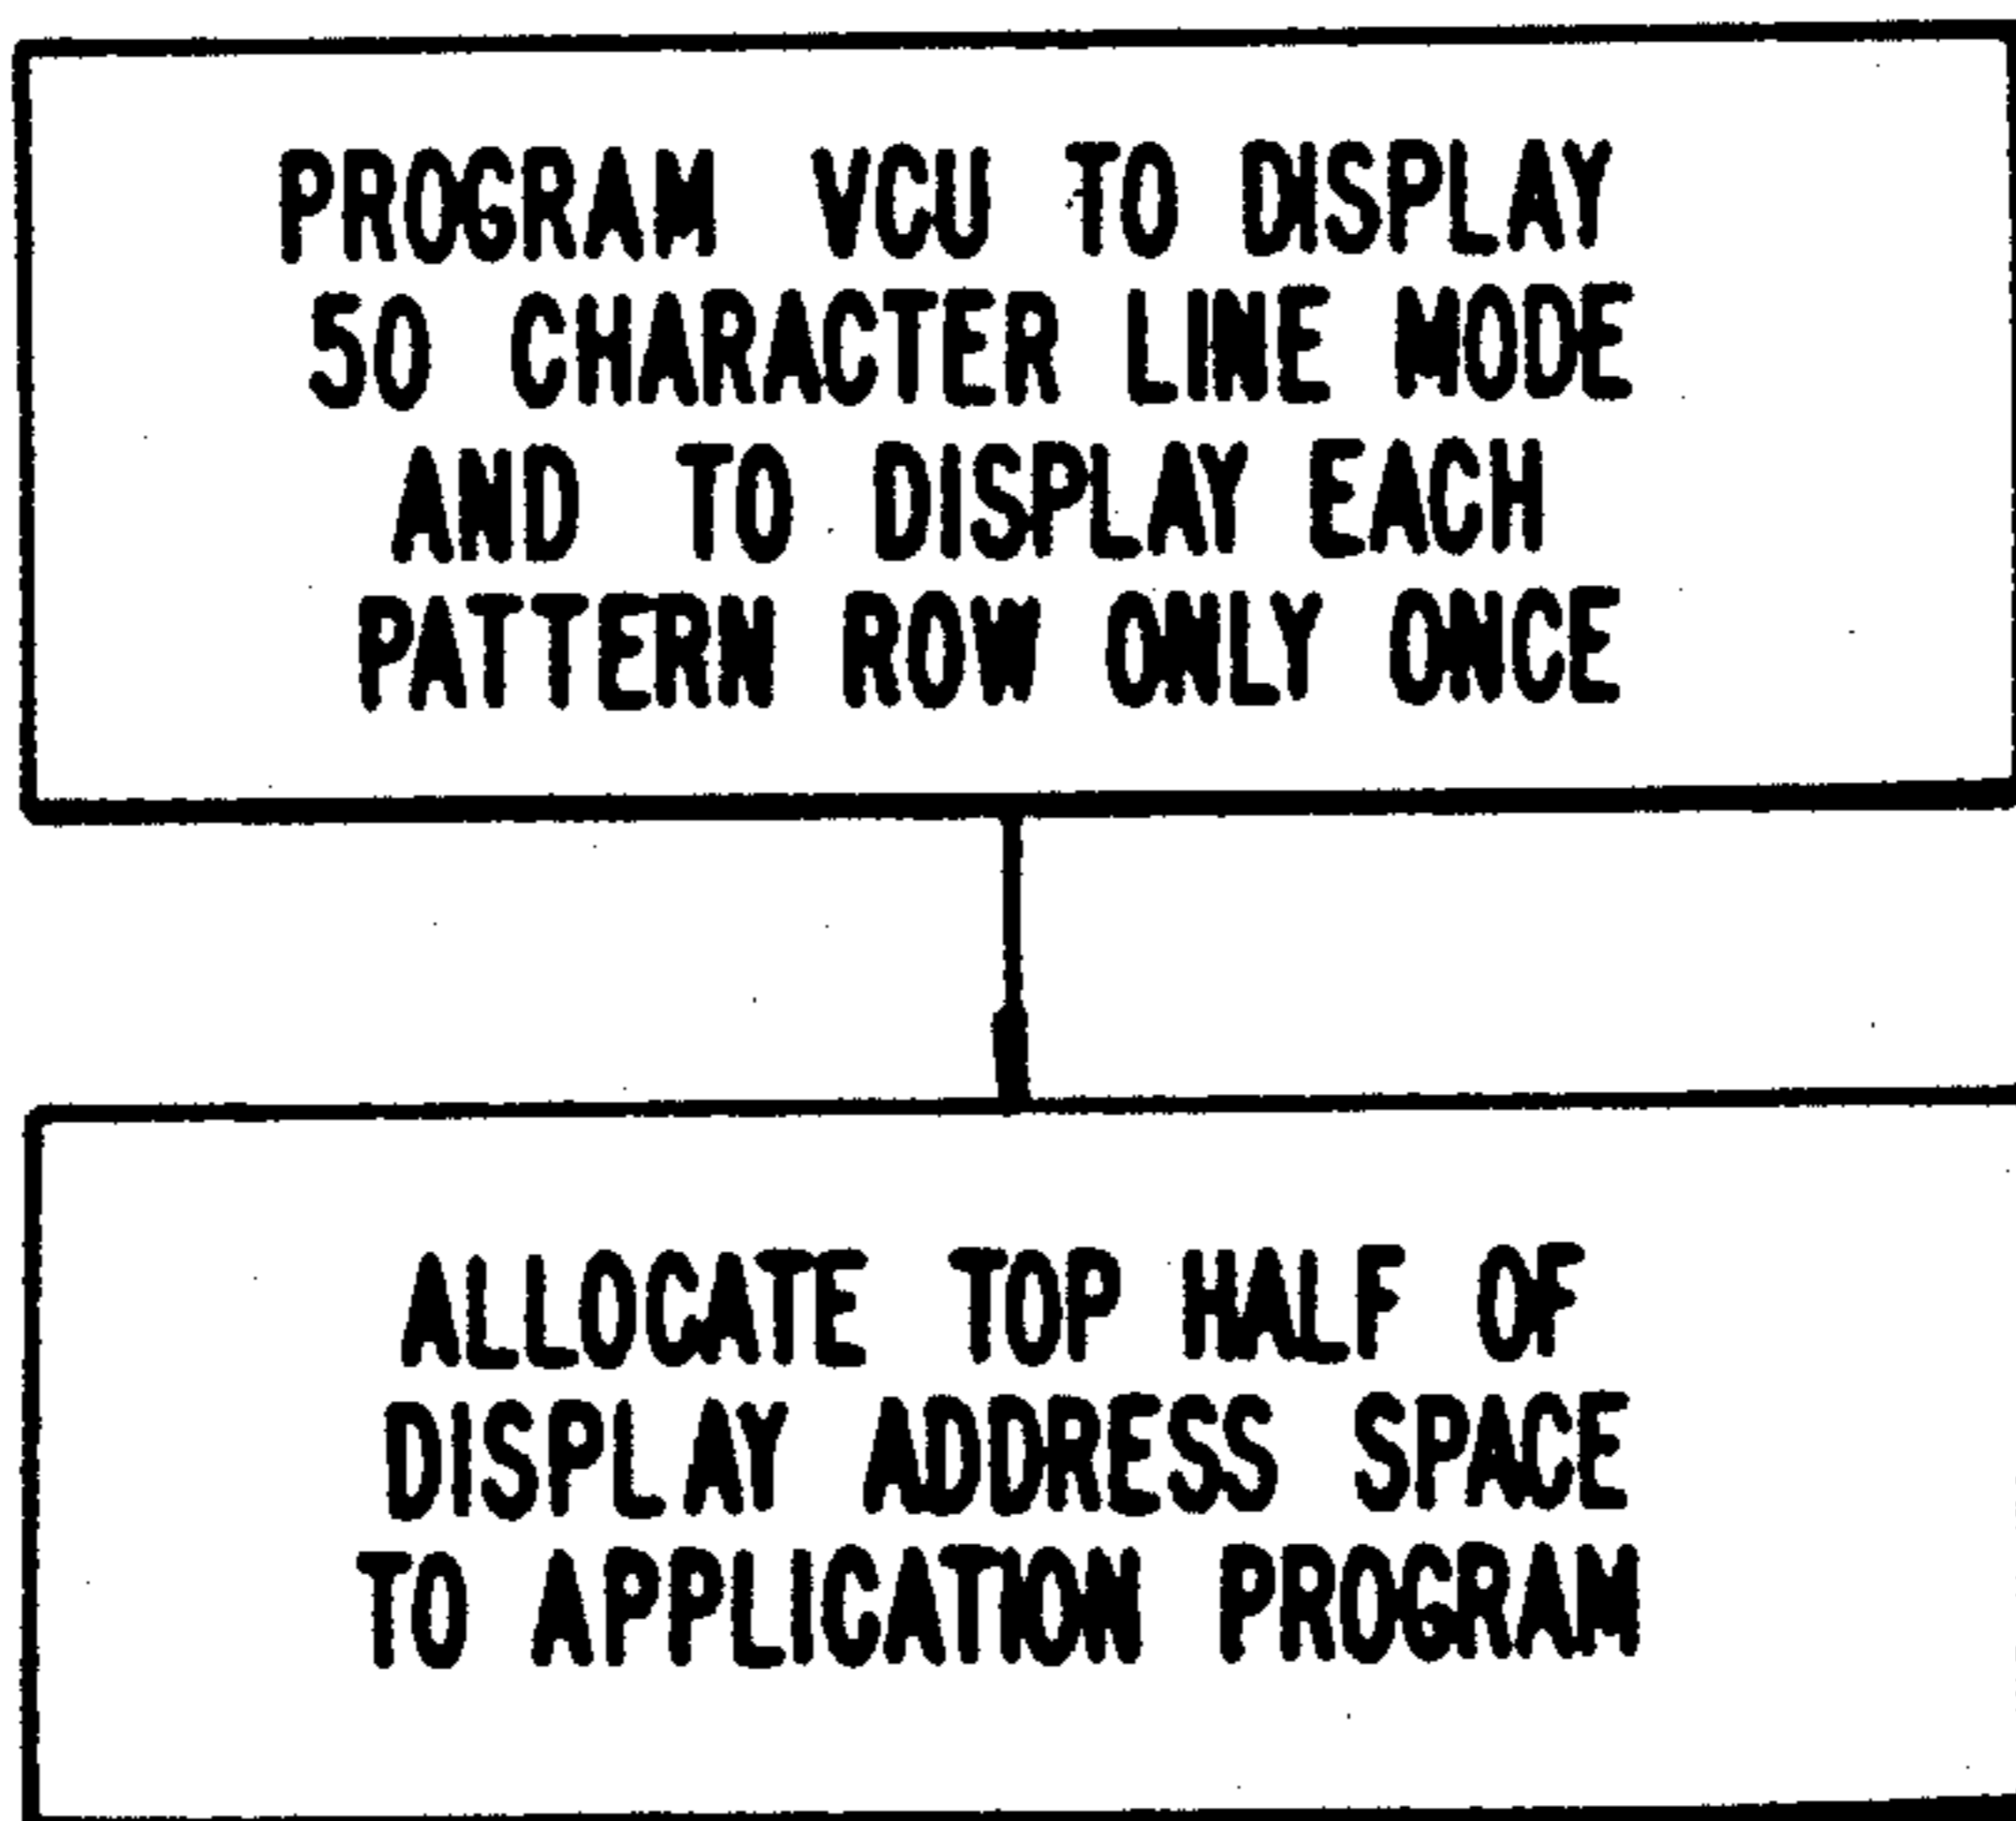 PROGRAM VCU TO DISPLAY
50 CHARACTER LINE MODE
AND TO DISPLAY EACH
PATTERN ROW ONLY ONCE
ALLOCATE TOP HALF OF
DISPLAY ADDRESS SPACE
TO APPLICATION PROGRAM